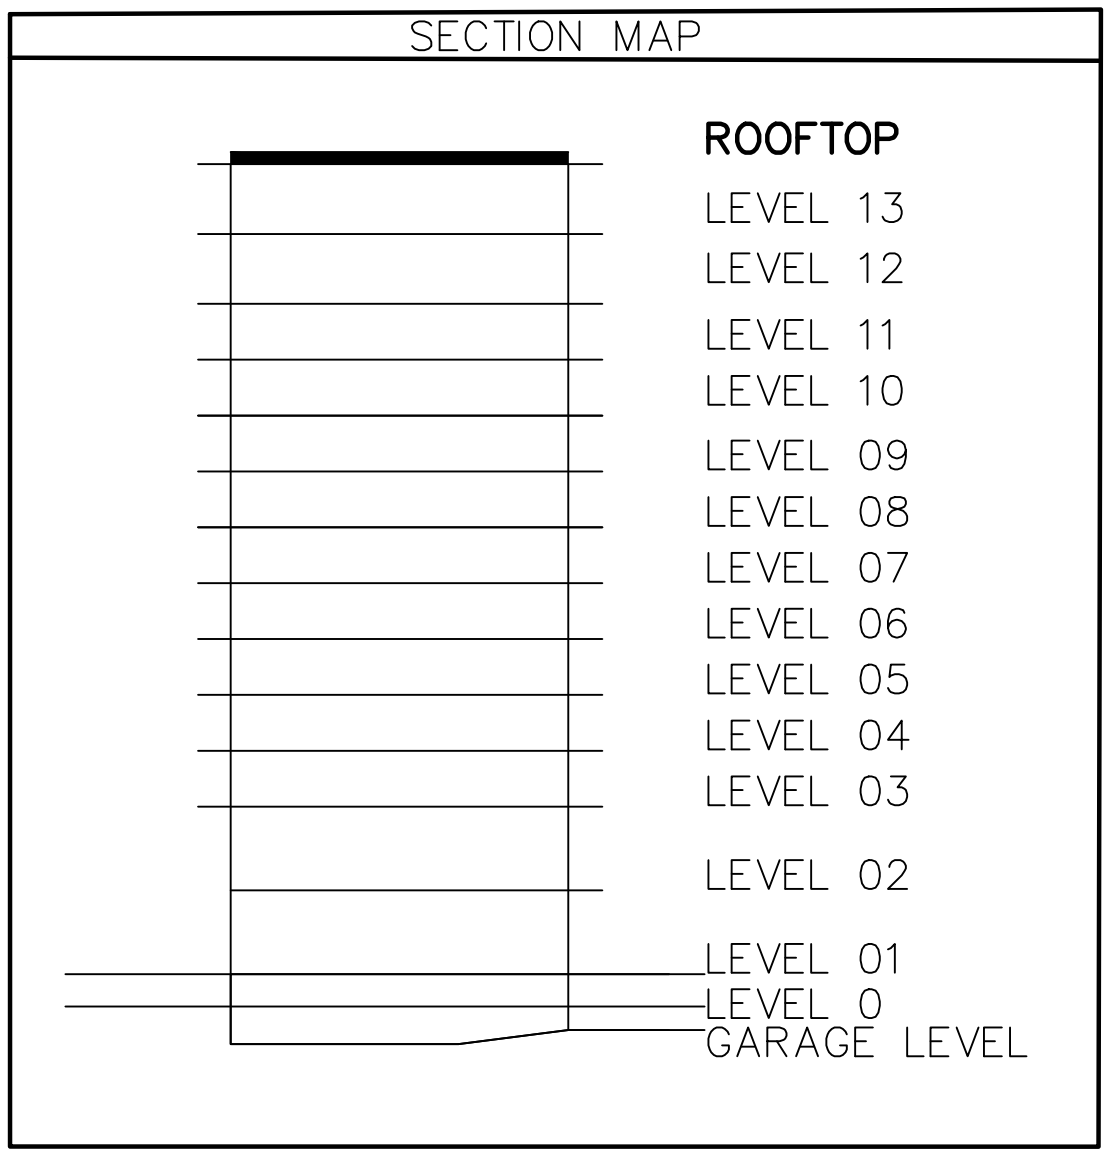 SECTION MAP
ROOFTOP
LEVEL 13
LEVEL 12
LEVEL 11
LEVEL 10
LEVEL 09
LEVEL 08
LEVEL 07
LEVEL 06
LEVEL 05
LEVEL 04
LEVEL 03
LEVEL 02
LEVEL 01
LEVEL 0
GARAGE LEVEL